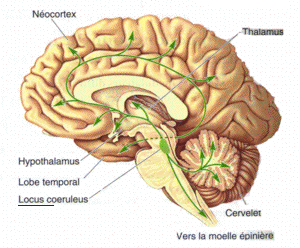 Néocortex
Thalamus
Hypothalamus
Lobe temporal
Locus coeruleus
Cervelet
Vers la moelle épinière